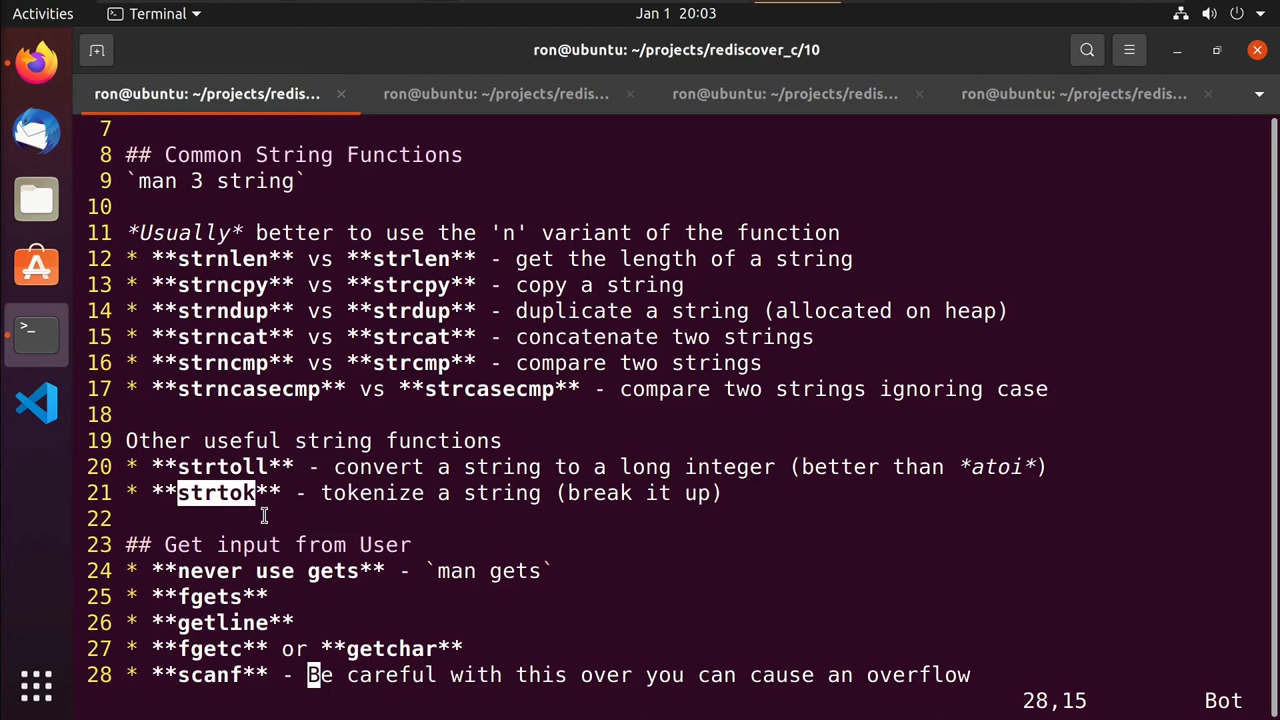 Activities Terminal Jan 1 20:03
ron@ubuntu: ~/projects/rediscover_c/10
ron@ubuntu: ~/projects/redis... ron@ubuntu: ~/projects/redis... ron@ubuntu: ~/projects/redis... ron@ubuntu: ~/projects/redis...
7
8 ## Common String Functions
9 `man 3 string`
10
11 *Usually* better to use the 'n' variant of the function
12 * **strnlen** vs **strlen** - get the length of a string
13 * **strncpy** vs **strcpy** - copy a string
14 * **strndup** vs **strdup** - duplicate a string (allocated on heap)
15 * **strncat** vs **strcat** - concatenate two strings
16 * **strncmp** vs **strcmp** - compare two strings
17 * **strncasecmp** vs **strcasecmp** - compare two strings ignoring case
18
19 Other useful string functions
20 * **strtoll** - convert a string to a long integer (better than *atoi*)
21 * **strtok** - tokenize a string (break it up)
22
23 ## Get input from User
24 * **never use gets** - `man gets`
25 * **fgets**
26 * **getline**
27 * **fgetc** or **getchar**
28 * **scanf** - Be careful with this over you can cause an overflow
28,15 Bot